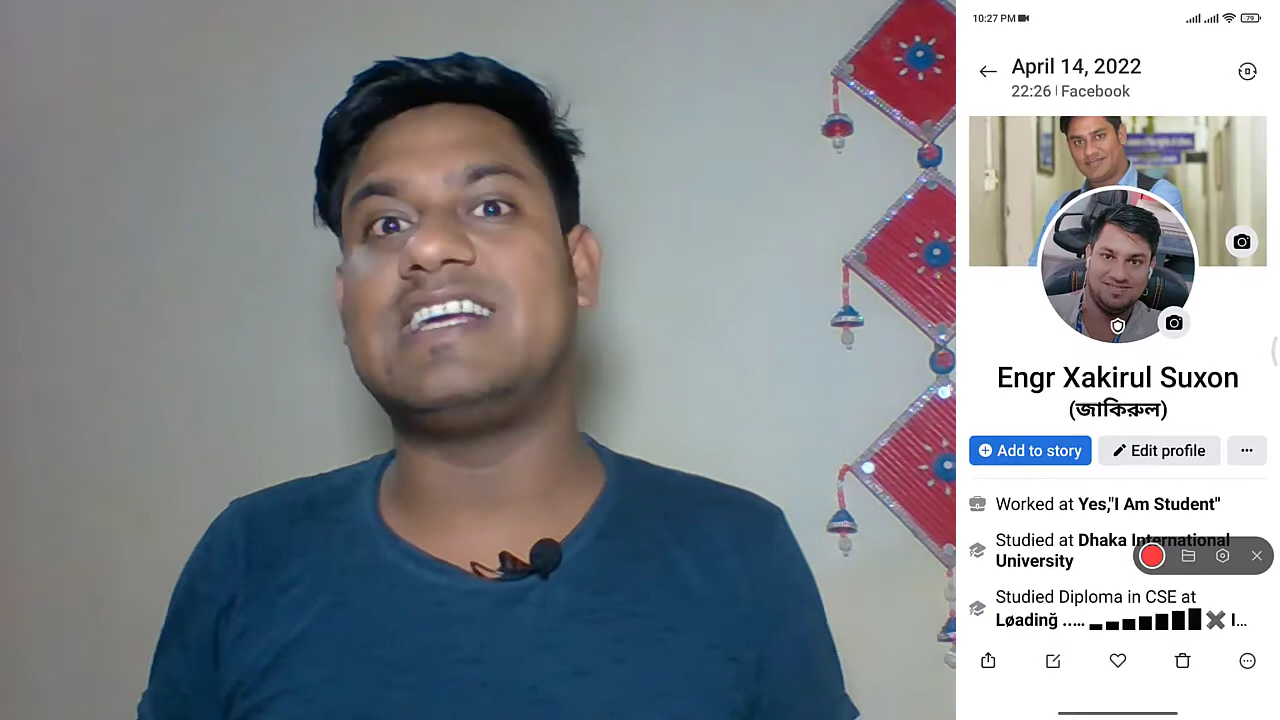 10:27 PM
79
April 14, 2022
22:26 | Facebook
Engr Xakirul Suxon
(জাকিরুল)
Add to story
Edit profile
Worked at Yes,"I Am Student"
Studied at Dhaka International
University
Studied Diploma in CSE at
Løadinğ ..... ▂▃▄▅▆▇█ ✖ I...